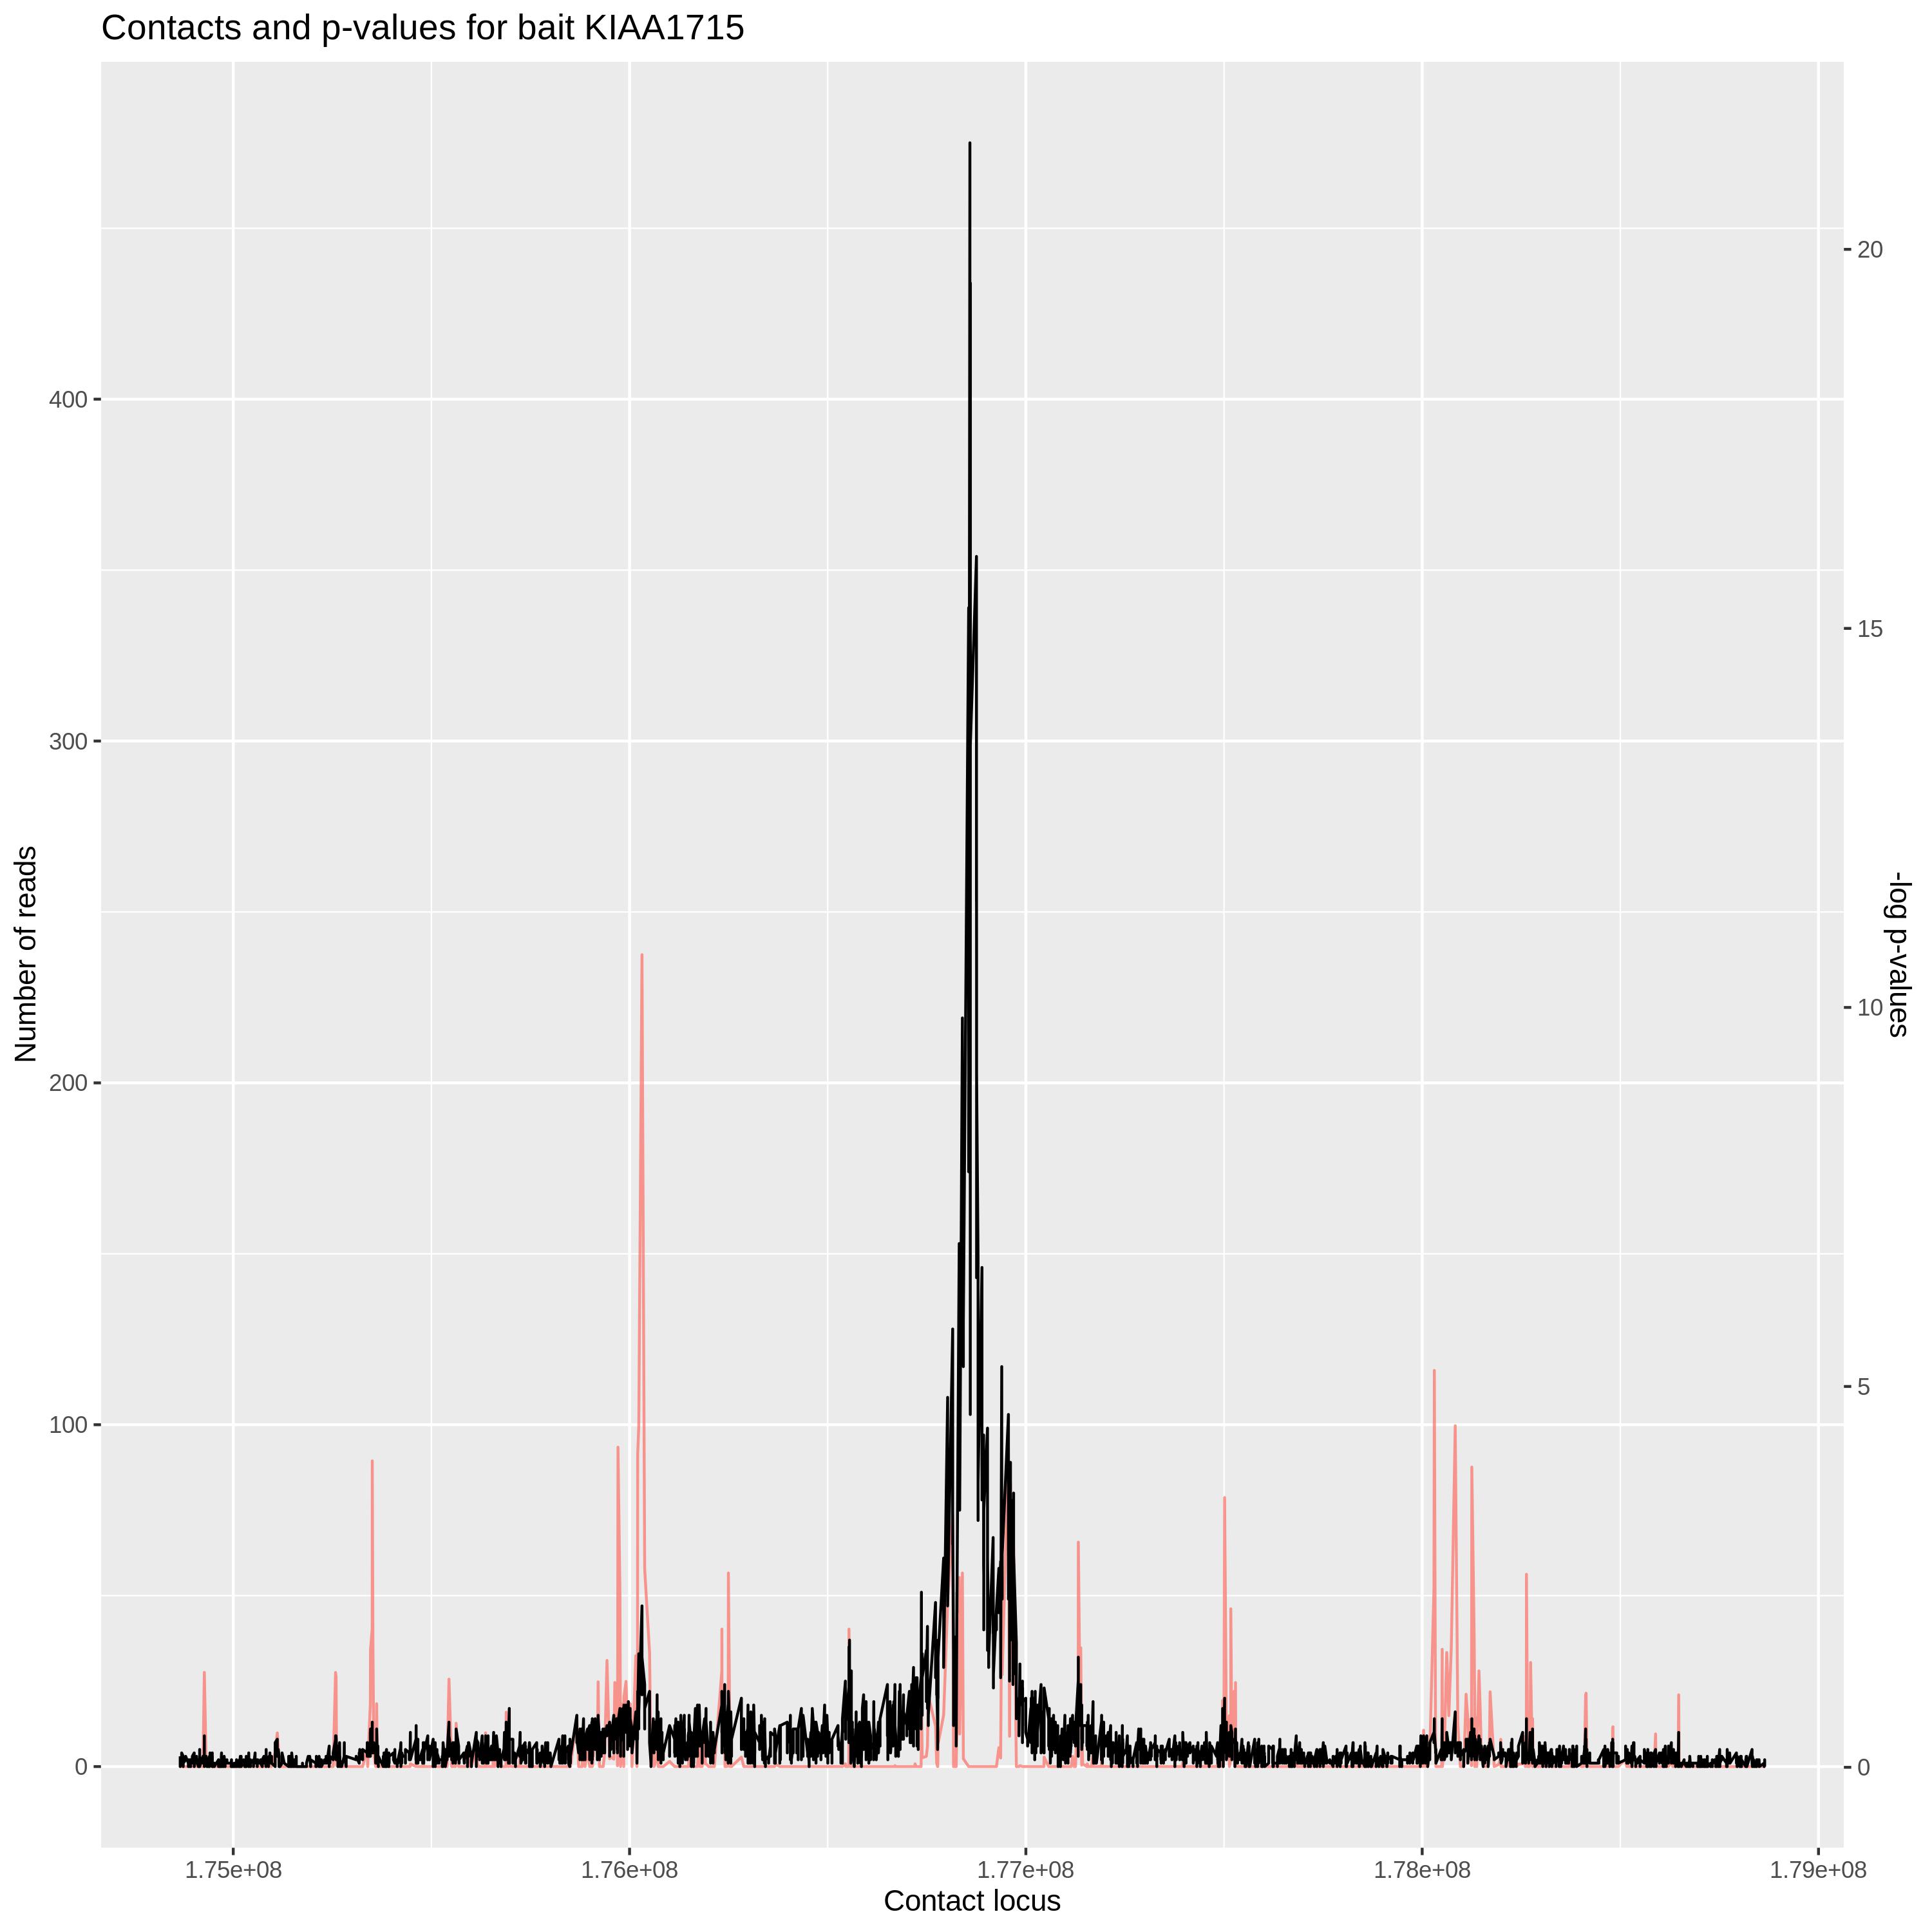 Contacts and p-values for bait KIAA1715
Number of reads
400
300
200
100
0
20
15
10
5
0
-log p-values
1.75e+08 1.76e+08 1.77e+08 1.78e+08 1.79e+08
Contact locus